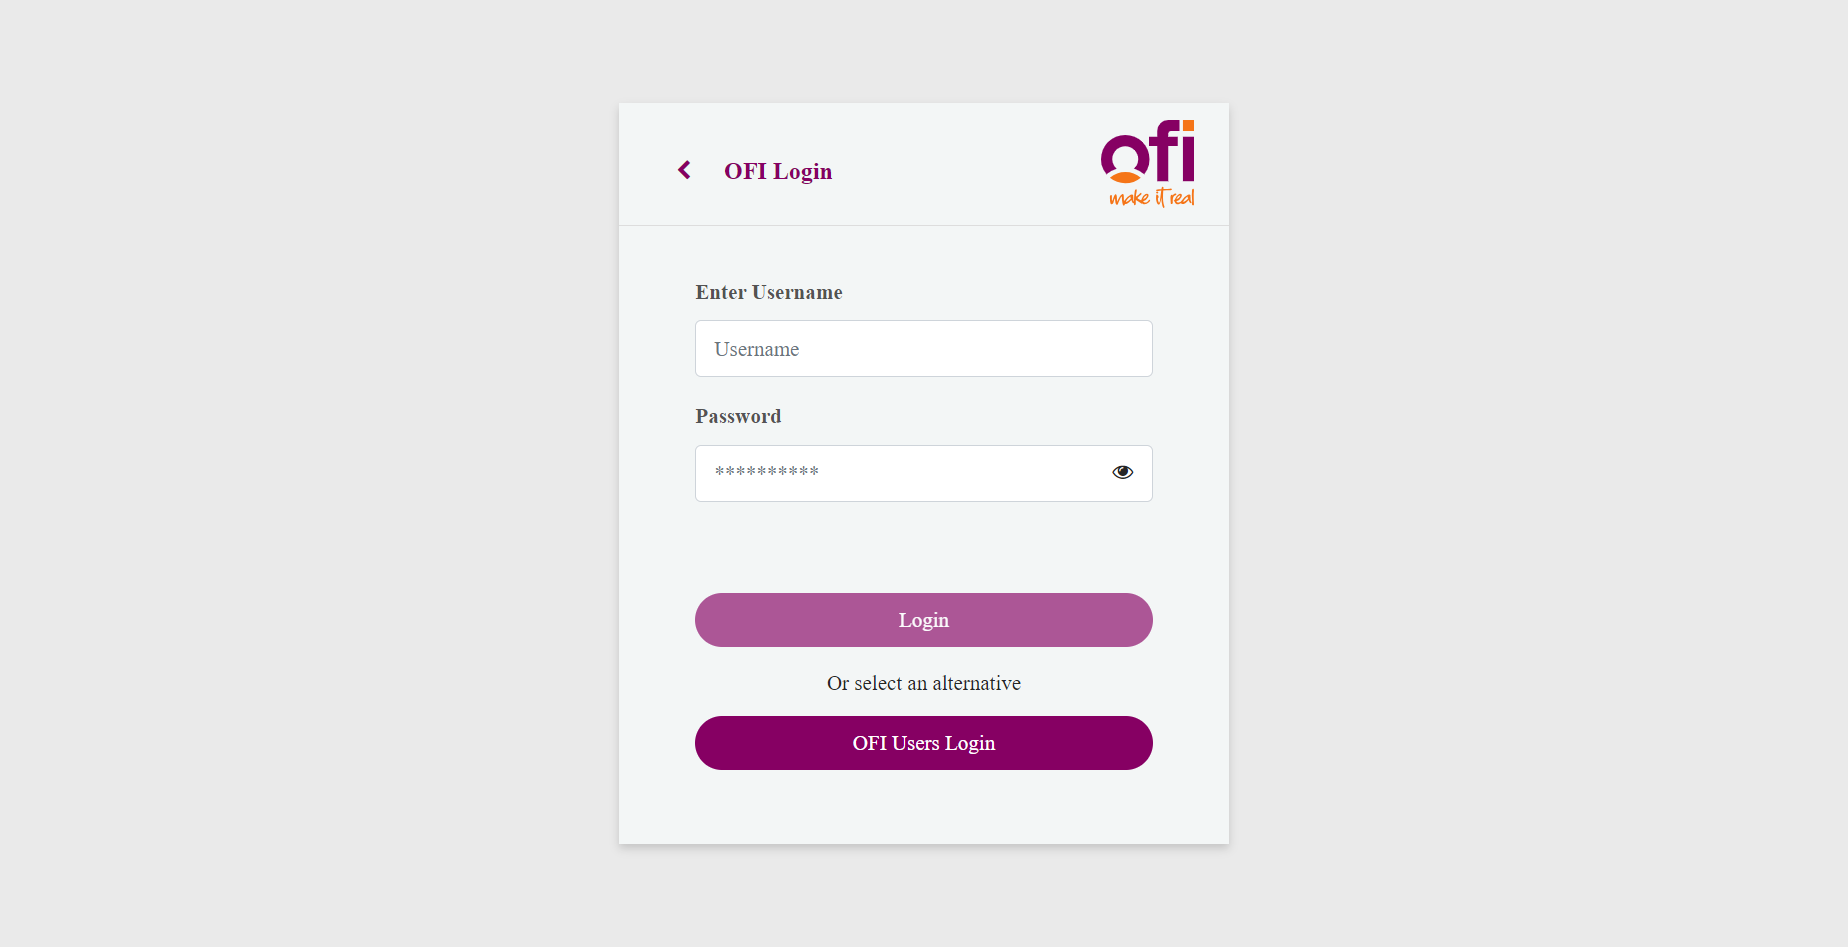 OFI Login
ofi
make it real
Enter Username
Username
Password
**********
Login
Or select an alternative
OFI Users Login